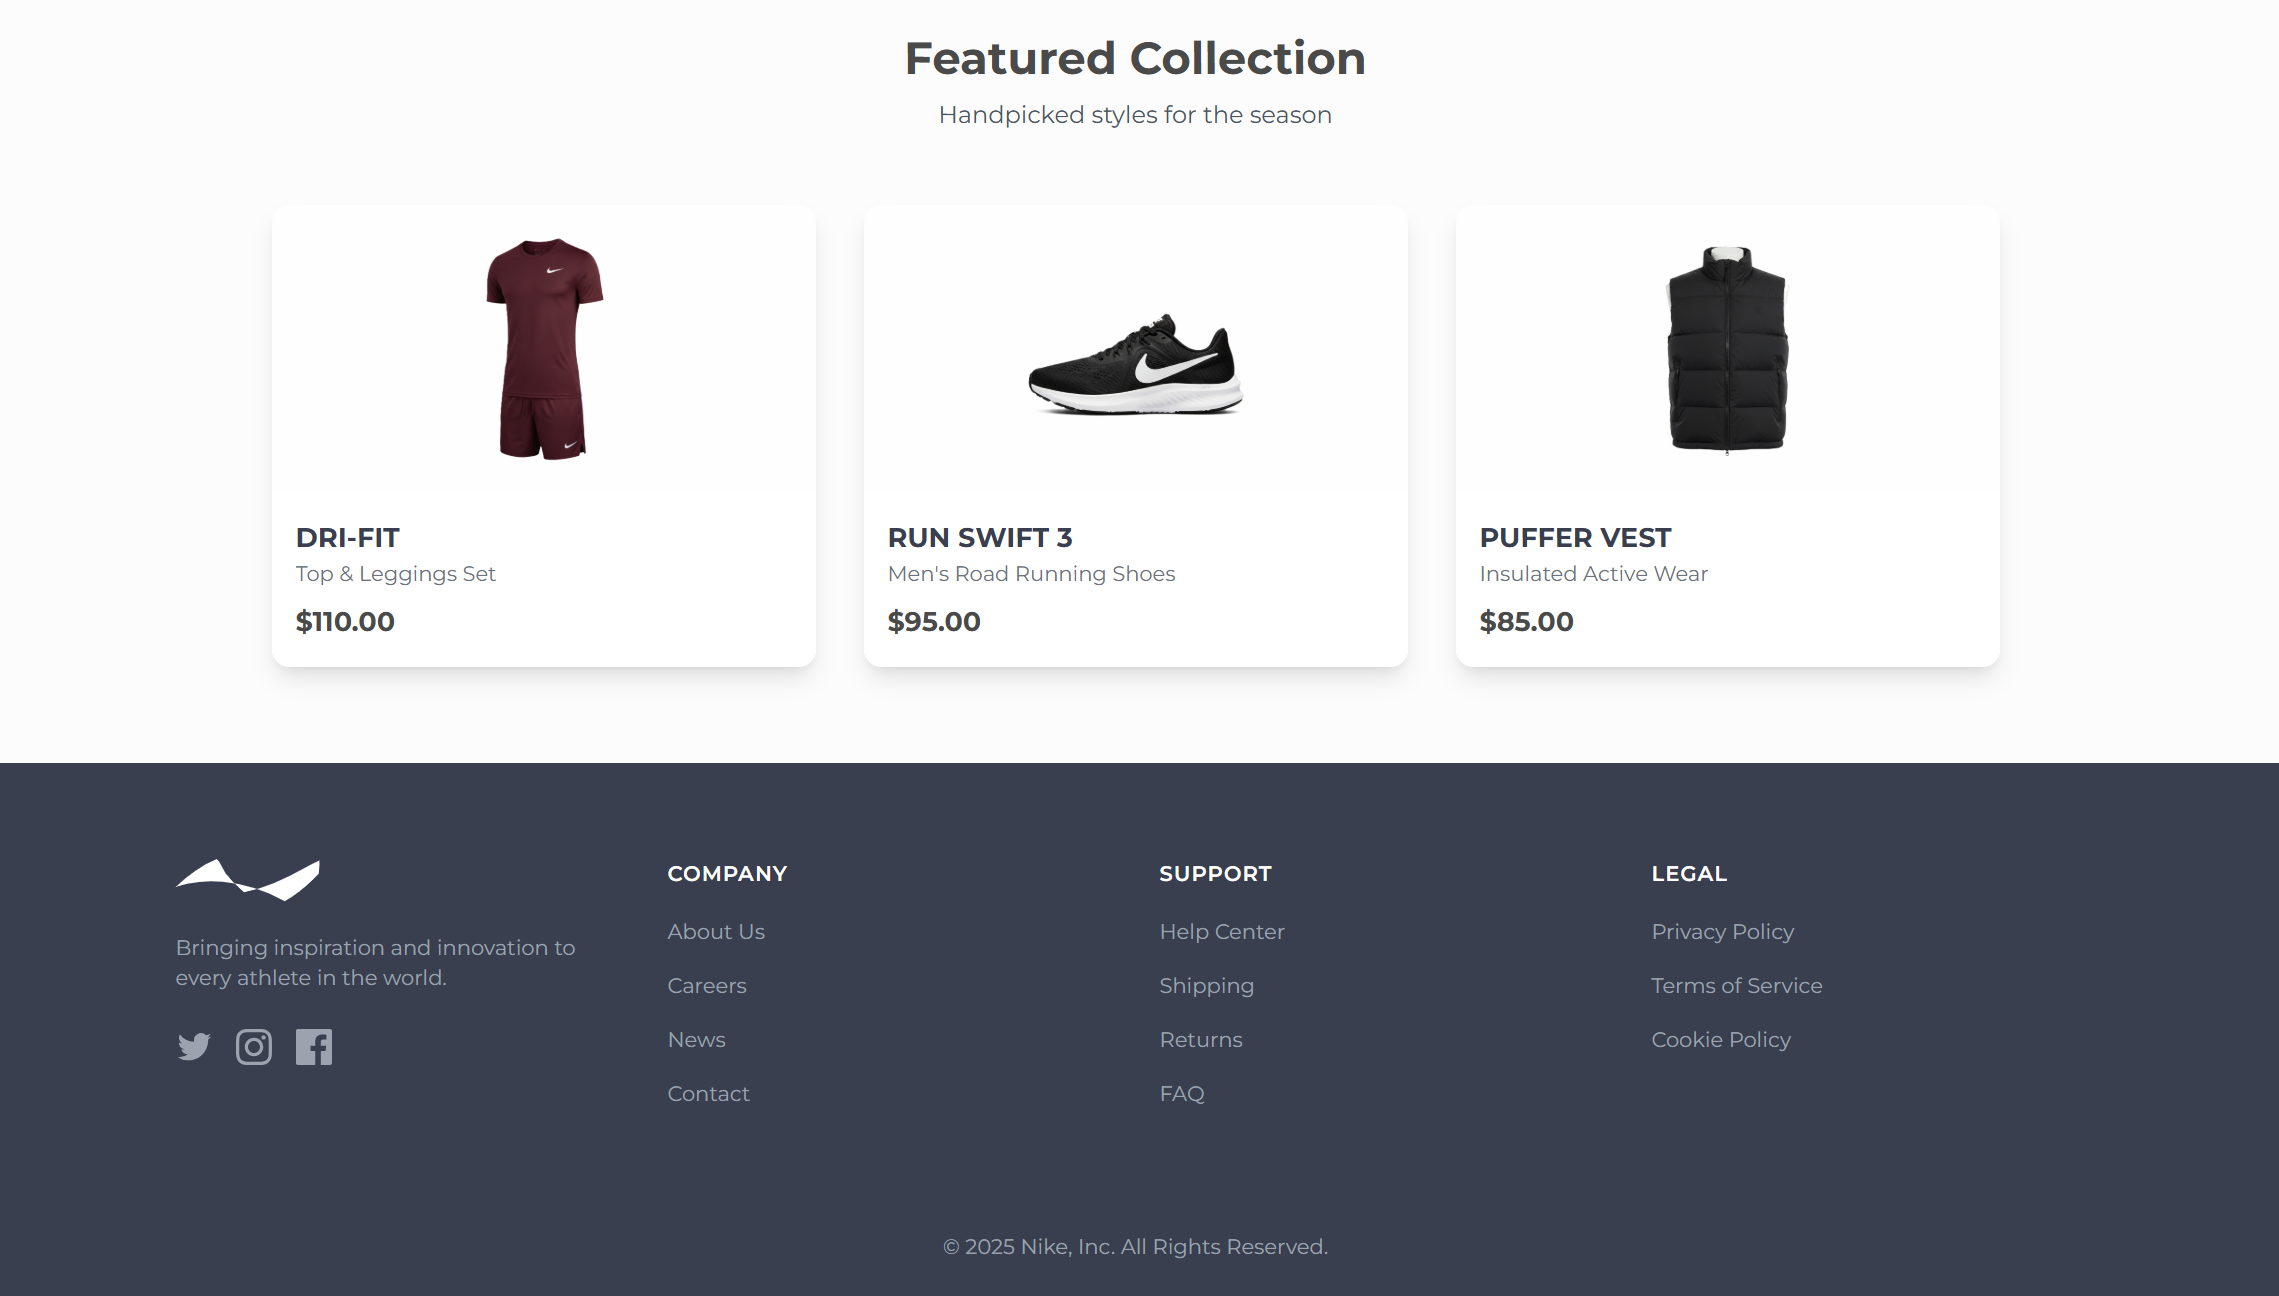 Featured Collection
Handpicked styles for the season
DRI-FIT
Top & Leggings Set
$110.00
RUN SWIFT 3
Men's Road Running Shoes
$95.00
PUFFER VEST
Insulated Active Wear
$85.00
Bringing inspiration and innovation to
every athlete in the world.
COMPANY
About Us
Careers
News
Contact
SUPPORT
Help Center
Shipping
Returns
FAQ
LEGAL
Privacy Policy
Terms of Service
Cookie Policy
© 2025 Nike, Inc. All Rights Reserved.